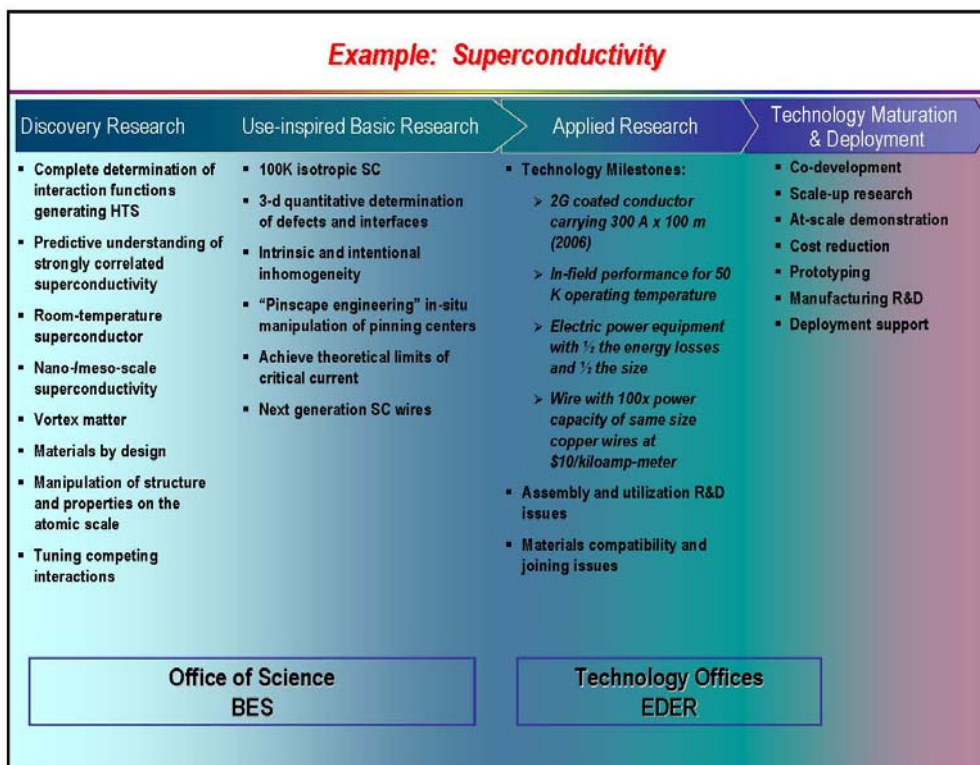 Example: Superconductivity
Discovery Research
Use-inspired Basic Research
Applied Research
Technology Maturation
& Deployment
▪ Complete determination of
interaction functions
generating HTS
▪ Predictive understanding of
strongly correlated
superconductivity
▪ Room-temperature
superconductor
▪ Nano-/meso-scale
superconductivity
▪ Vortex matter
▪ Materials by design
▪ Manipulation of structure
and properties on the
atomic scale
▪ Tuning competing
interactions
▪ 100K isotropic SC
▪ 3-d quantitative determination
of defects and interfaces
▪ Intrinsic and intentional
inhomogeneity
▪ “Pinscape engineering” in-situ
manipulation of pinning centers
▪ Achieve theoretical limits of
critical current
▪ Next generation SC wires
▪ Technology Milestones:
➢ 2G coated conductor
carrying 300 A x 100 m
(2006)
➢ In-field performance for 50
K operating temperature
➢ Electric power equipment
with ½ the energy losses
and ½ the size
➢ Wire with 100x power
capacity of same size
copper wires at
$10/kiloamp-meter
▪ Assembly and utilization R&D
issues
▪ Materials compatibility and
joining issues
▪ Co-development
▪ Scale-up research
▪ At-scale demonstration
▪ Cost reduction
▪ Prototyping
▪ Manufacturing R&D
▪ Deployment support
Office of Science
BES
Technology Offices
EDER